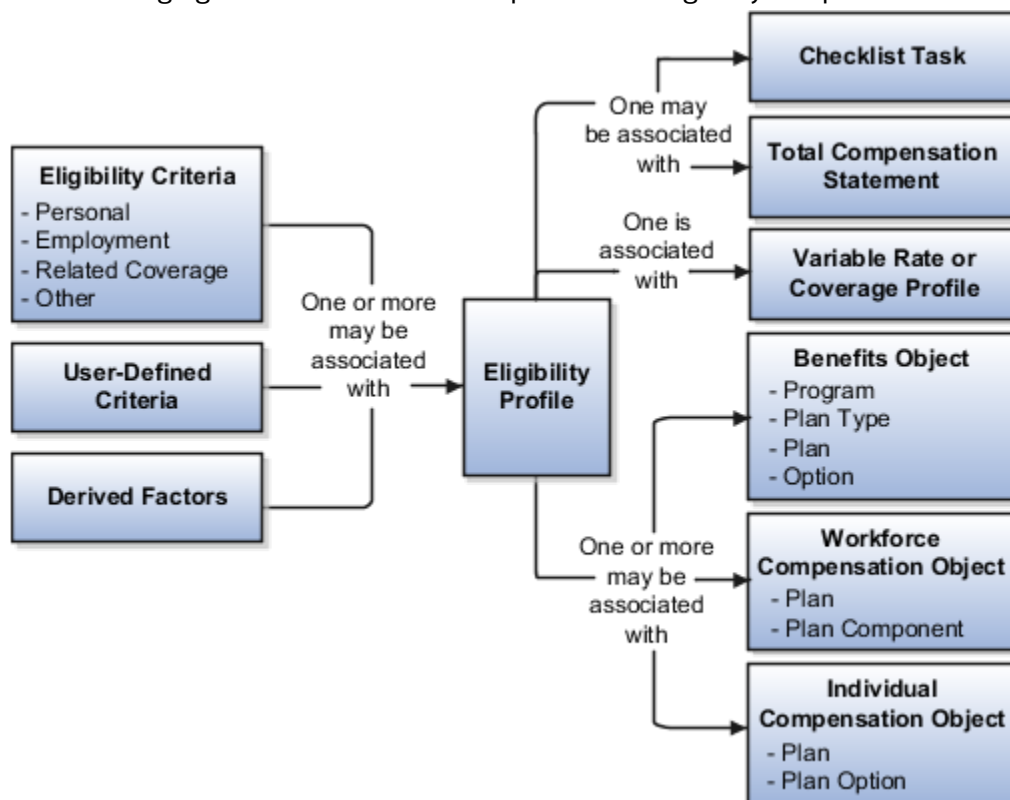 Checklist Task
One may
be associated
with
Total Compensation
Statement
Eligibility Criteria
- Personal
- Employment
- Related Coverage
- Other
One is
associated
with
Variable Rate or
Coverage Profile
One or more
may be
associated
with
User-Defined
Criteria
Derived Factors
Eligibility
Profile
Benefits Object
- Program
- Plan Type
- Plan
- Option
One or more
may be
associated
with
Workforce
Compensation Object
- Plan
- Plan Component
Individual
Compensation Object
- Plan
- Plan Option